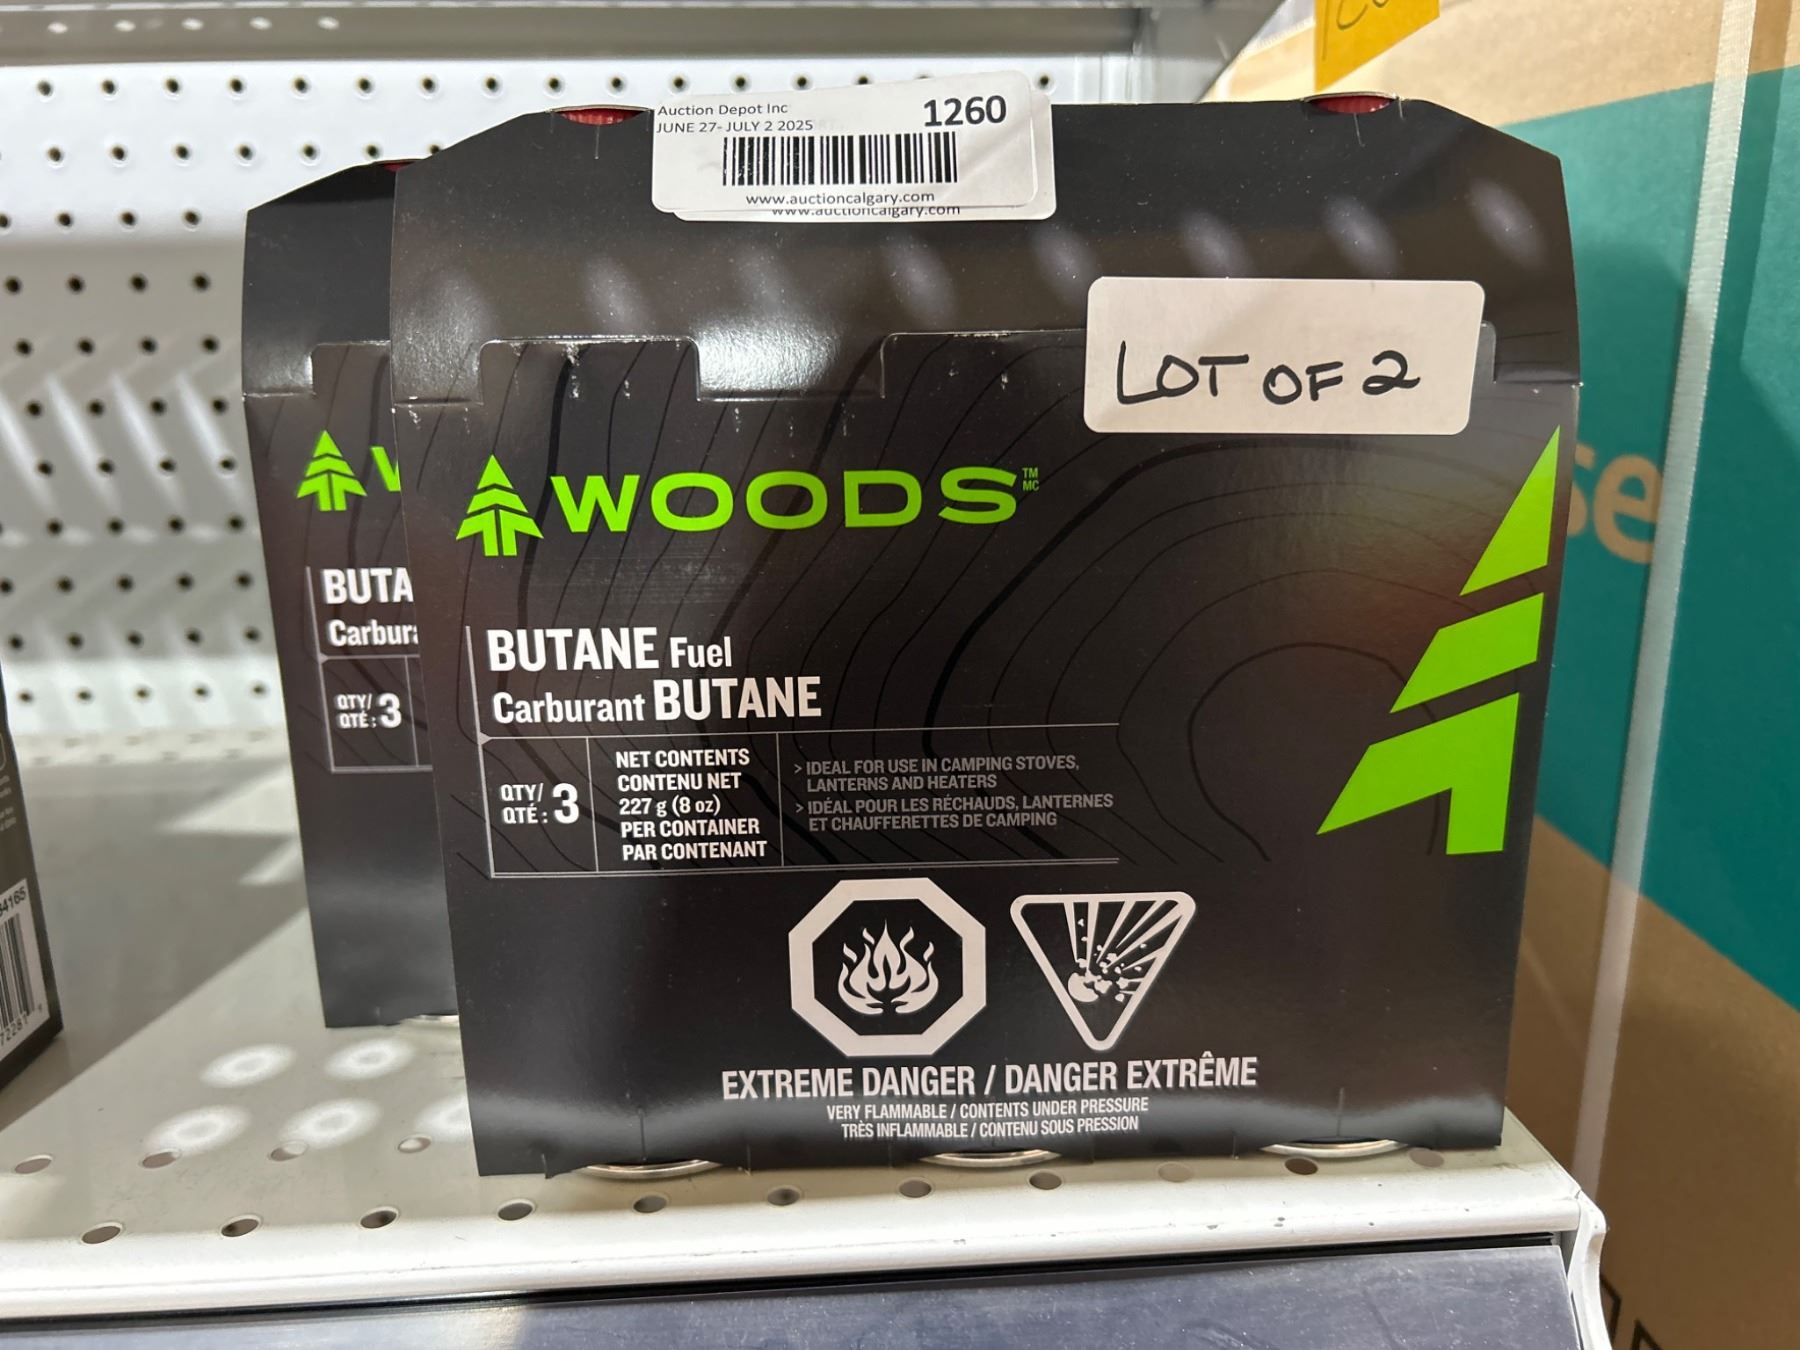 Auction Depot Inc
1260
JUNE 27- JULY 2 2025
www.auctioncalgary.com
www.auctioncalgary.com
LOT OF 2
WOODS™
MC
BUTANE Fuel
Carburant BUTANE
QTY/
QTÉ : 3
NET CONTENTS
CONTENU NET
227 g (8 oz)
PER CONTAINER
PAR CONTENANT
> IDEAL FOR USE IN CAMPING STOVES,
LANTERNS AND HEATERS
> IDÉAL POUR LES RÉCHAUDS, LANTERNES
ET CHAUFFERETTES DE CAMPING
EXTREME DANGER / DANGER EXTRÊME
VERY FLAMMABLE / CONTENTS UNDER PRESSURE
TRÈS INFLAMMABLE / CONTENU SOUS PRESSION
BUTA
Carbura
QTY/
QTÉ : 3
se